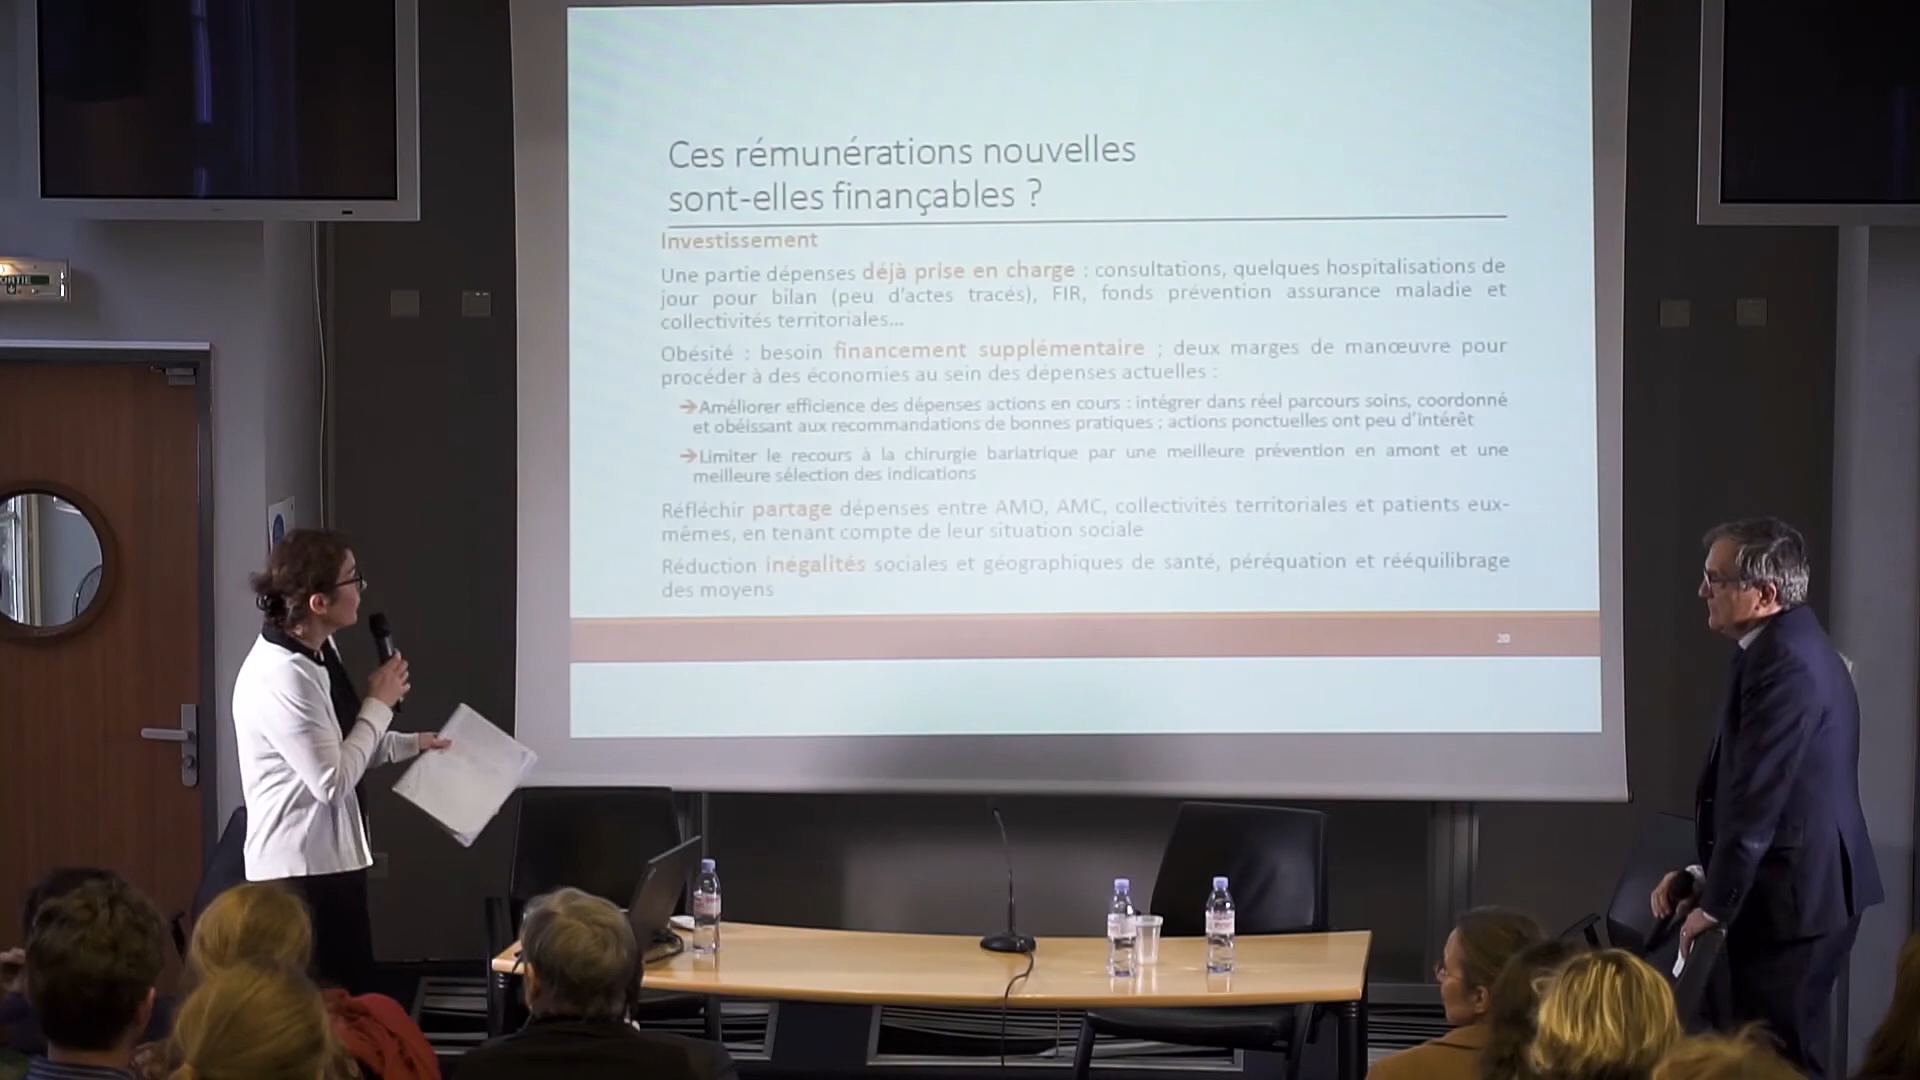 Ces rémunérations nouvelles
sont-elles finançables ?
Investissement
Une partie dépenses déjà prise en charge : consultations, quelques hospitalisations de
jour pour bilan (peu d'actes tracés), FIR, fonds prévention assurance maladie et
collectivités territoriales...
Obésité : besoin financement supplémentaire ; deux marges de manœuvre pour
procéder à des économies au sein des dépenses actuelles :
→Améliorer efficience des dépenses actions en cours : intégrer dans réel parcours soins, coordonné
et obéissant aux recommandations de bonnes pratiques ; actions ponctuelles ont peu d'intérêt
→Limiter le recours à la chirurgie bariatrique par une meilleure prévention en amont et une
meilleure sélection des indications
Réfléchir partage dépenses entre AMO, AMC, collectivités territoriales et patients eux-
mêmes, en tenant compte de leur situation sociale
Réduction inégalités sociales et géographiques de santé, péréquation et rééquilibrage
des moyens
20
SORTIE